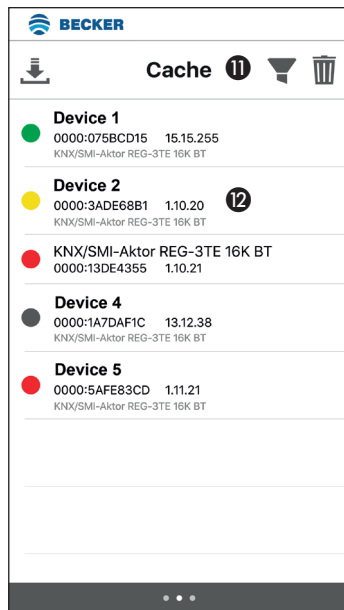 BECKER
Cache 11
Device 1
0000:075BCD15 15.15.255
KNX/SMI-Aktor REG-3TE 16K BT
Device 2
0000:3ADE68B1 1.10.20 12
KNX/SMI-Aktor REG-3TE 16K BT
KNX/SMI-Aktor REG-3TE 16K BT
0000:13DE4355 1.10.21
Device 4
0000:1A7DAF1C 13.12.38
KNX/SMI-Aktor REG-3TE 16K BT
Device 5
0000:5AFE83CD 1.11.21
KNX/SMI-Aktor REG-3TE 16K BT